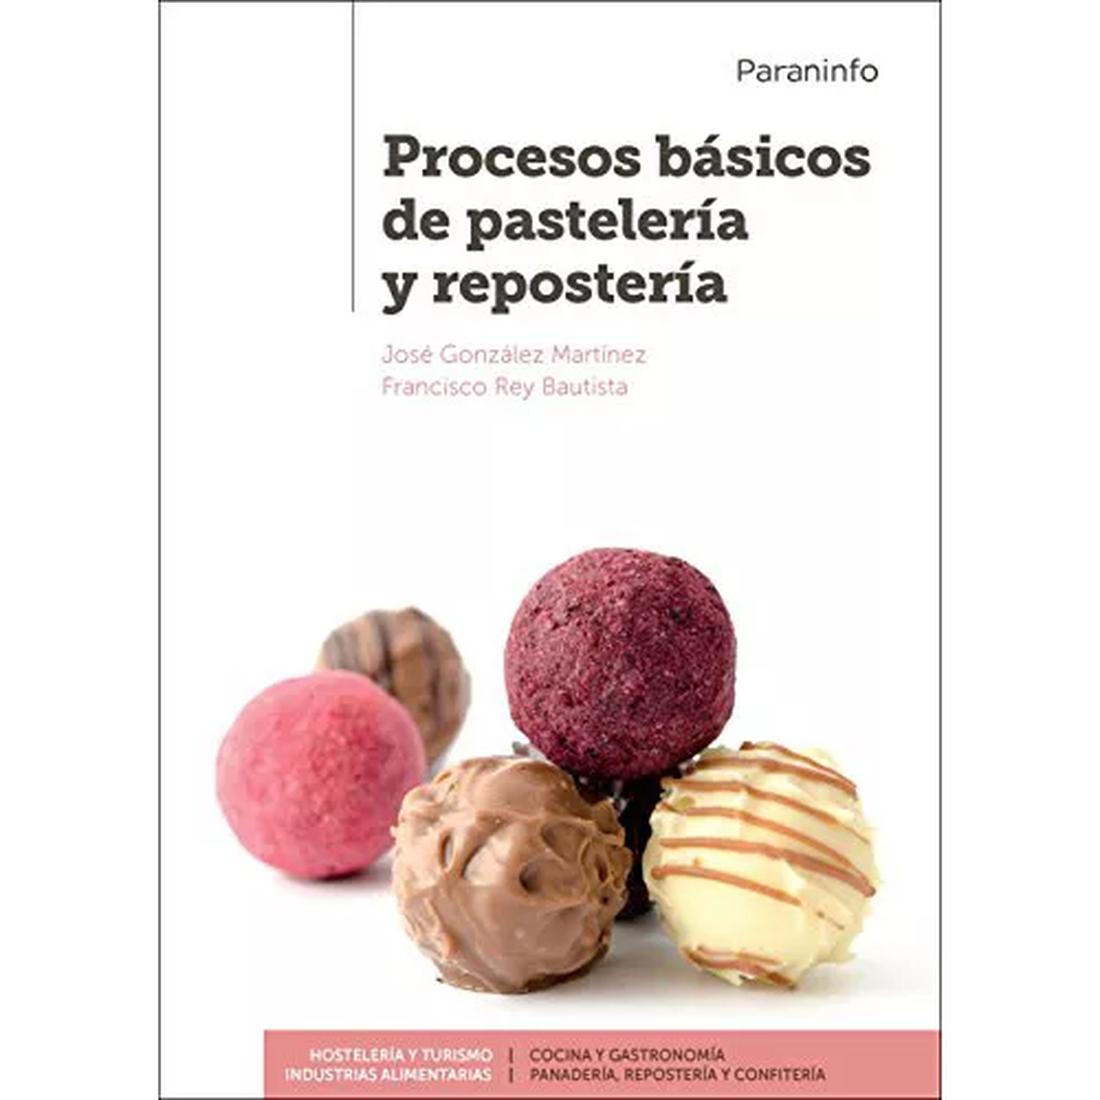 Paraninfo
Procesos básicos
de pastelería
y repostería
José González Martínez
Francisco Rey Bautista
HOSTELERÍA Y TURISMO | COCINA Y GASTRONOMÍA
INDUSTRIAS ALIMENTARIAS | PANADERÍA, REPOSTERÍA Y CONFITERÍA